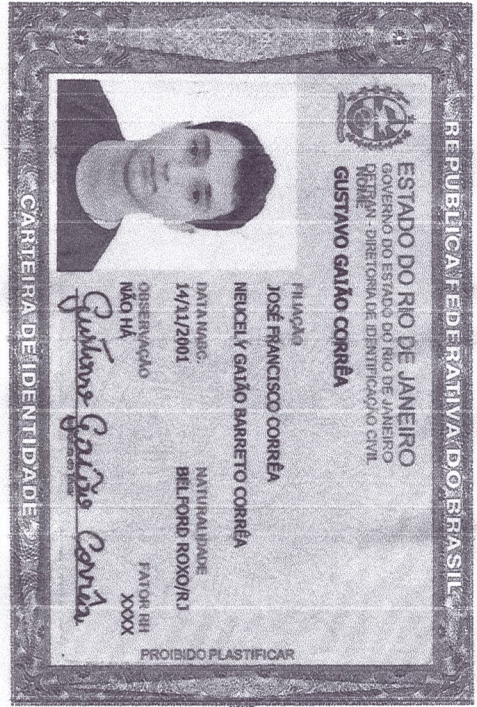 REPÚBLICA FEDERATIVA DO BRASIL
ESTADO DO RIO DE JANEIRO
GOVERNO DO ESTADO DO RIO DE JANEIRO
DETRAN - DIRETORIA DE IDENTIFICAÇÃO CIVIL
NOME
GUSTAVO GAIÃO CORRÊA
FILIAÇÃO
JOSÉ FRANCISCO CORRÊA
NEUCELY GAIÃO BARRETO CORRÊA
DATA NASC. NATURALIDADE
14/11/2001 BELFORD ROXO/RJ
OBSERVAÇÃO FATOR RH
NÃO HÁ XXXX
Gustavo Gaião Corrêa
CARTEIRA DE IDENTIDADE
PROIBIDO PLASTIFICAR